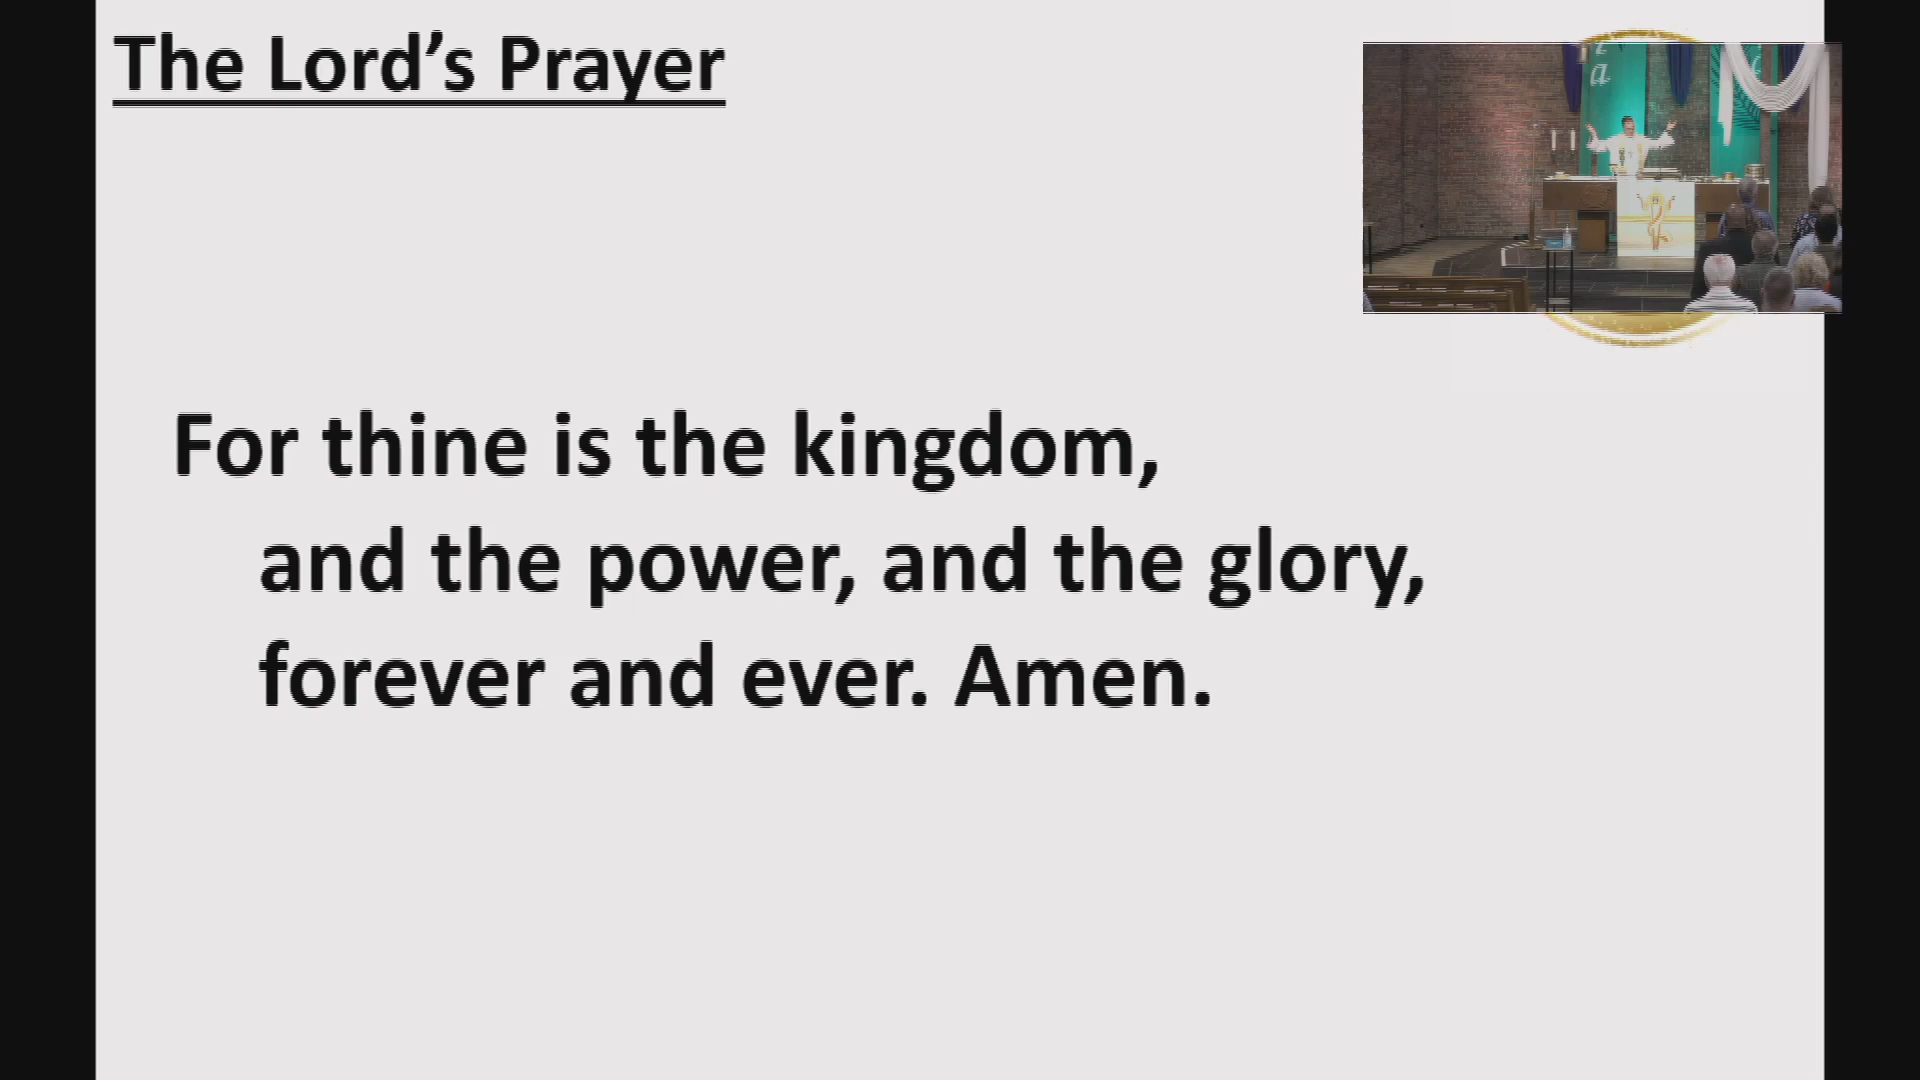 The Lord’s Prayer
For thine is the kingdom,
and the power, and the glory,
forever and ever. Amen.